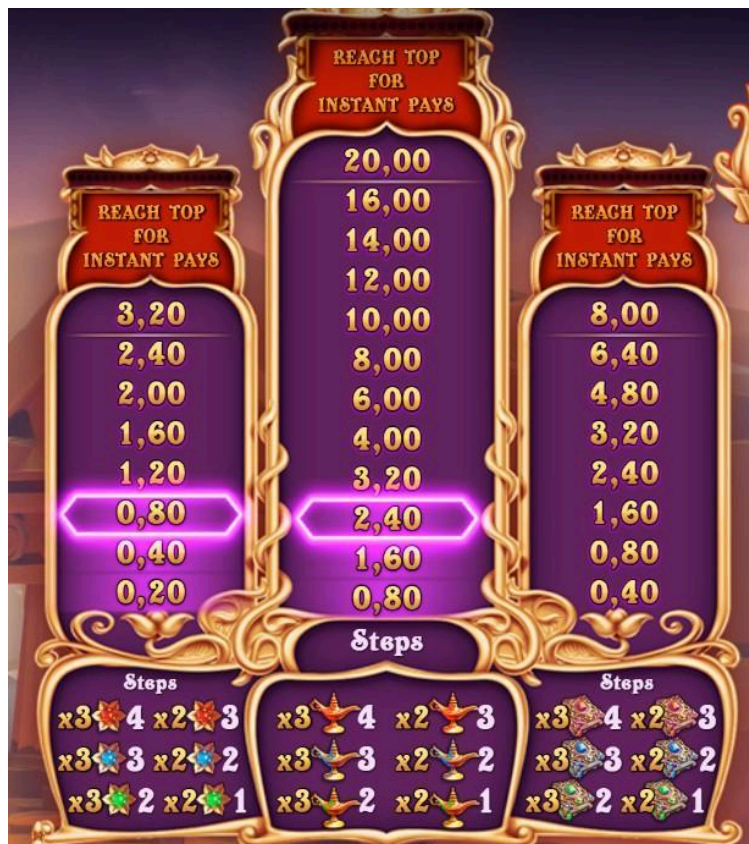 REACH TOP
FOR
INSTANT PAYS
3,20
2,40
2,00
1,60
1,20
0,80
0,40
0,20
Steps
x3 4 x2 3
x3 3 x2 2
x3 2 x2 1
REACH TOP
FOR
INSTANT PAYS
20,00
16,00
14,00
12,00
10,00
8,00
6,00
4,00
3,20
2,40
1,60
0,80
Steps
x3 4 x2 3
x3 3 x2 2
x3 2 x2 1
REACH TOP
FOR
INSTANT PAYS
8,00
6,40
4,80
3,20
2,40
1,60
0,80
0,40
Steps
x3 4 x2 3
x3 3 x2 2
x3 2 x2 1